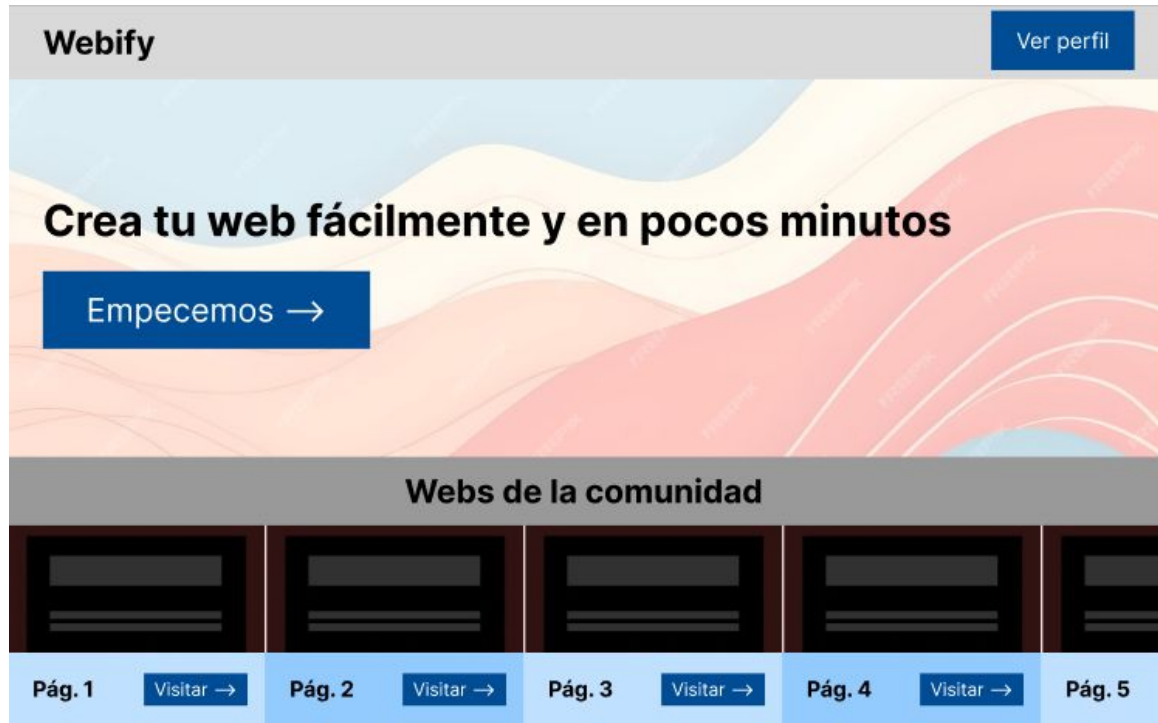 Webify
Ver perfil
Crea tu web fácilmente y en pocos minutos
Empecemos →
Webs de la comunidad
Pág. 1 Visitar → Pág. 2 Visitar → Pág. 3 Visitar → Pág. 4 Visitar → Pág. 5